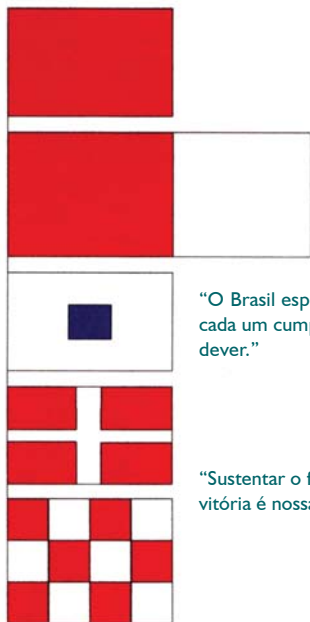 “O Brasil esp
cada um cump
dever.”
“Sustentar o f
vitória é nossa